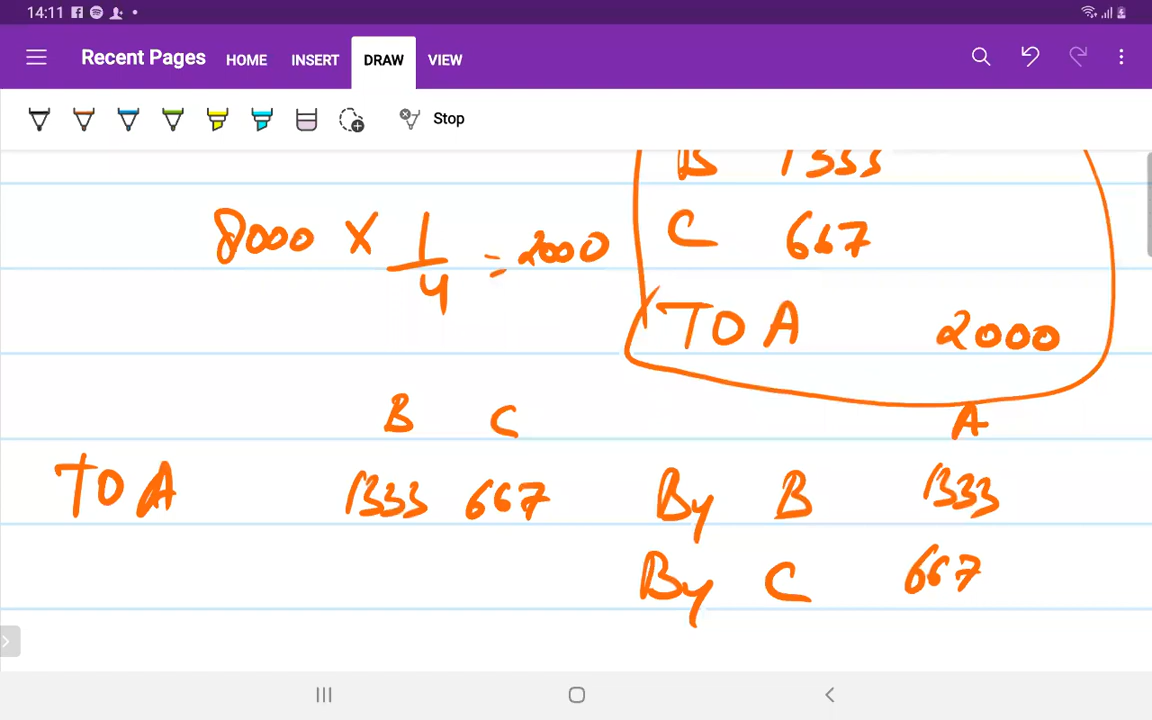 14:11
Recent Pages HOME INSERT DRAW VIEW
Stop
B 1333
8000 X 1/4 = 2000
C 667
TO A 2000
B C A
TO A 1333 667 By B 1333
By C 667